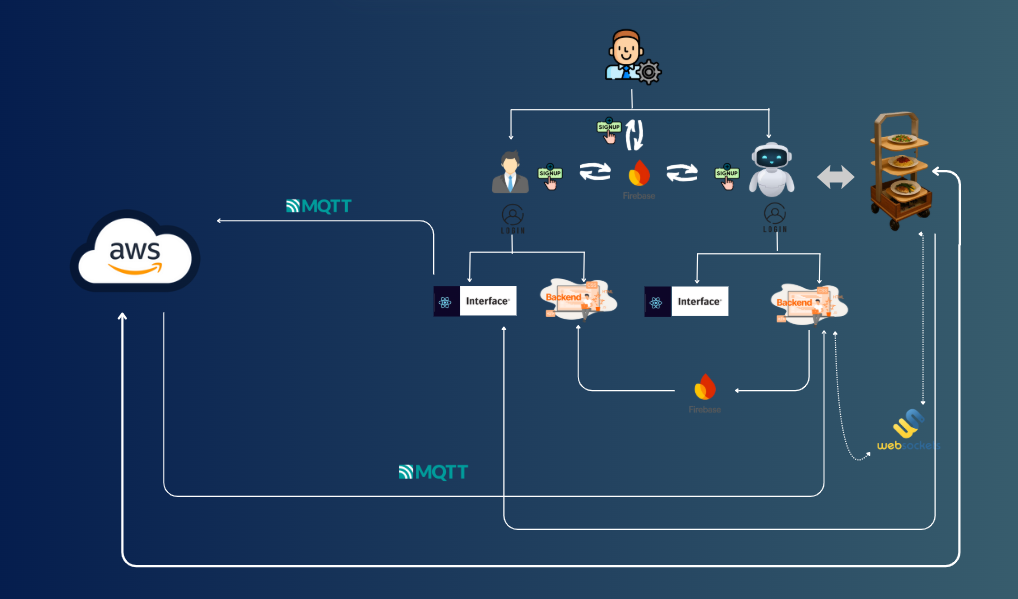 SIGNUP
SIGNUP
SIGNUP
Firebase
MQTT
LOGIN
LOGIN
aws
Interface
Backend
Interface
Backend
Firebase
websockets
MQTT